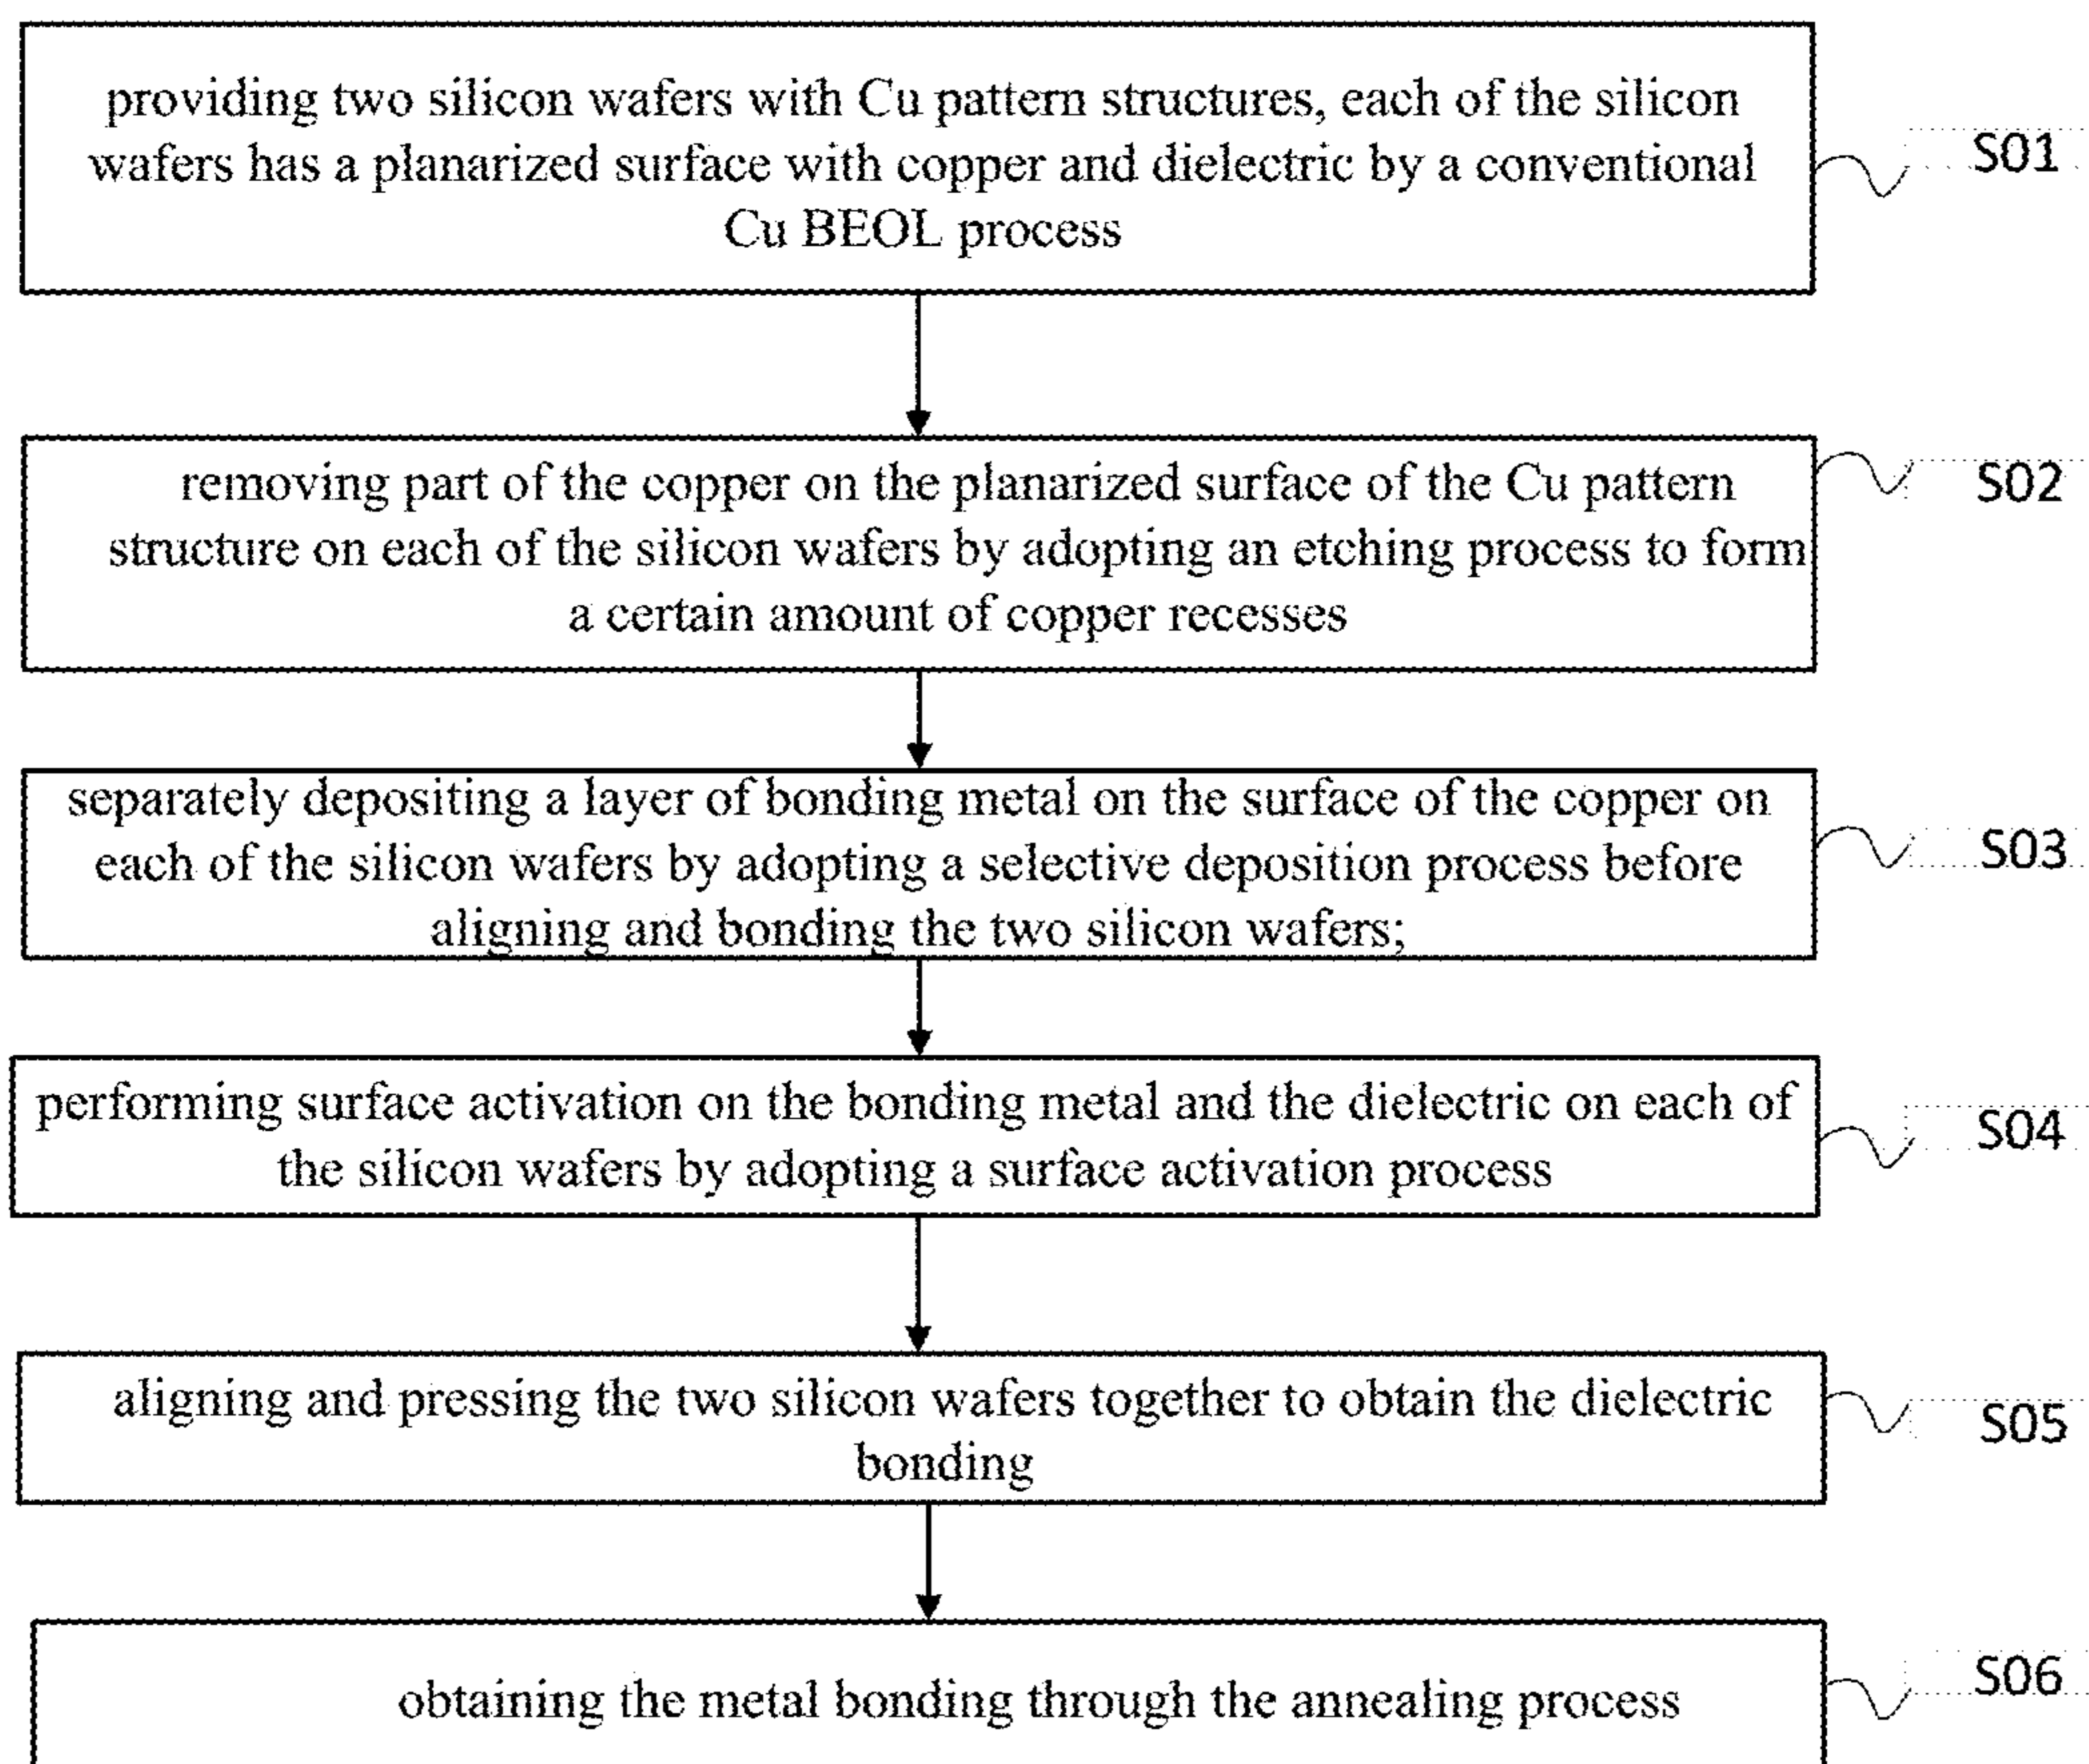 providing two silicon wafers with Cu pattern structures, each of the silicon
wafers has a planarized surface with copper and dielectric by a conventional
Cu BEOL process
S01
removing part of the copper on the planarized surface of the Cu pattern
structure on each of the silicon wafers by adopting an etching process to form
a certain amount of copper recesses
S02
separately depositing a layer of bonding metal on the surface of the copper on
each of the silicon wafers by adopting a selective deposition process before
aligning and bonding the two silicon wafers;
S03
performing surface activation on the bonding metal and the dielectric on each of
the silicon wafers by adopting a surface activation process
S04
aligning and pressing the two silicon wafers together to obtain the dielectric
bonding
S05
obtaining the metal bonding through the annealing process
S06